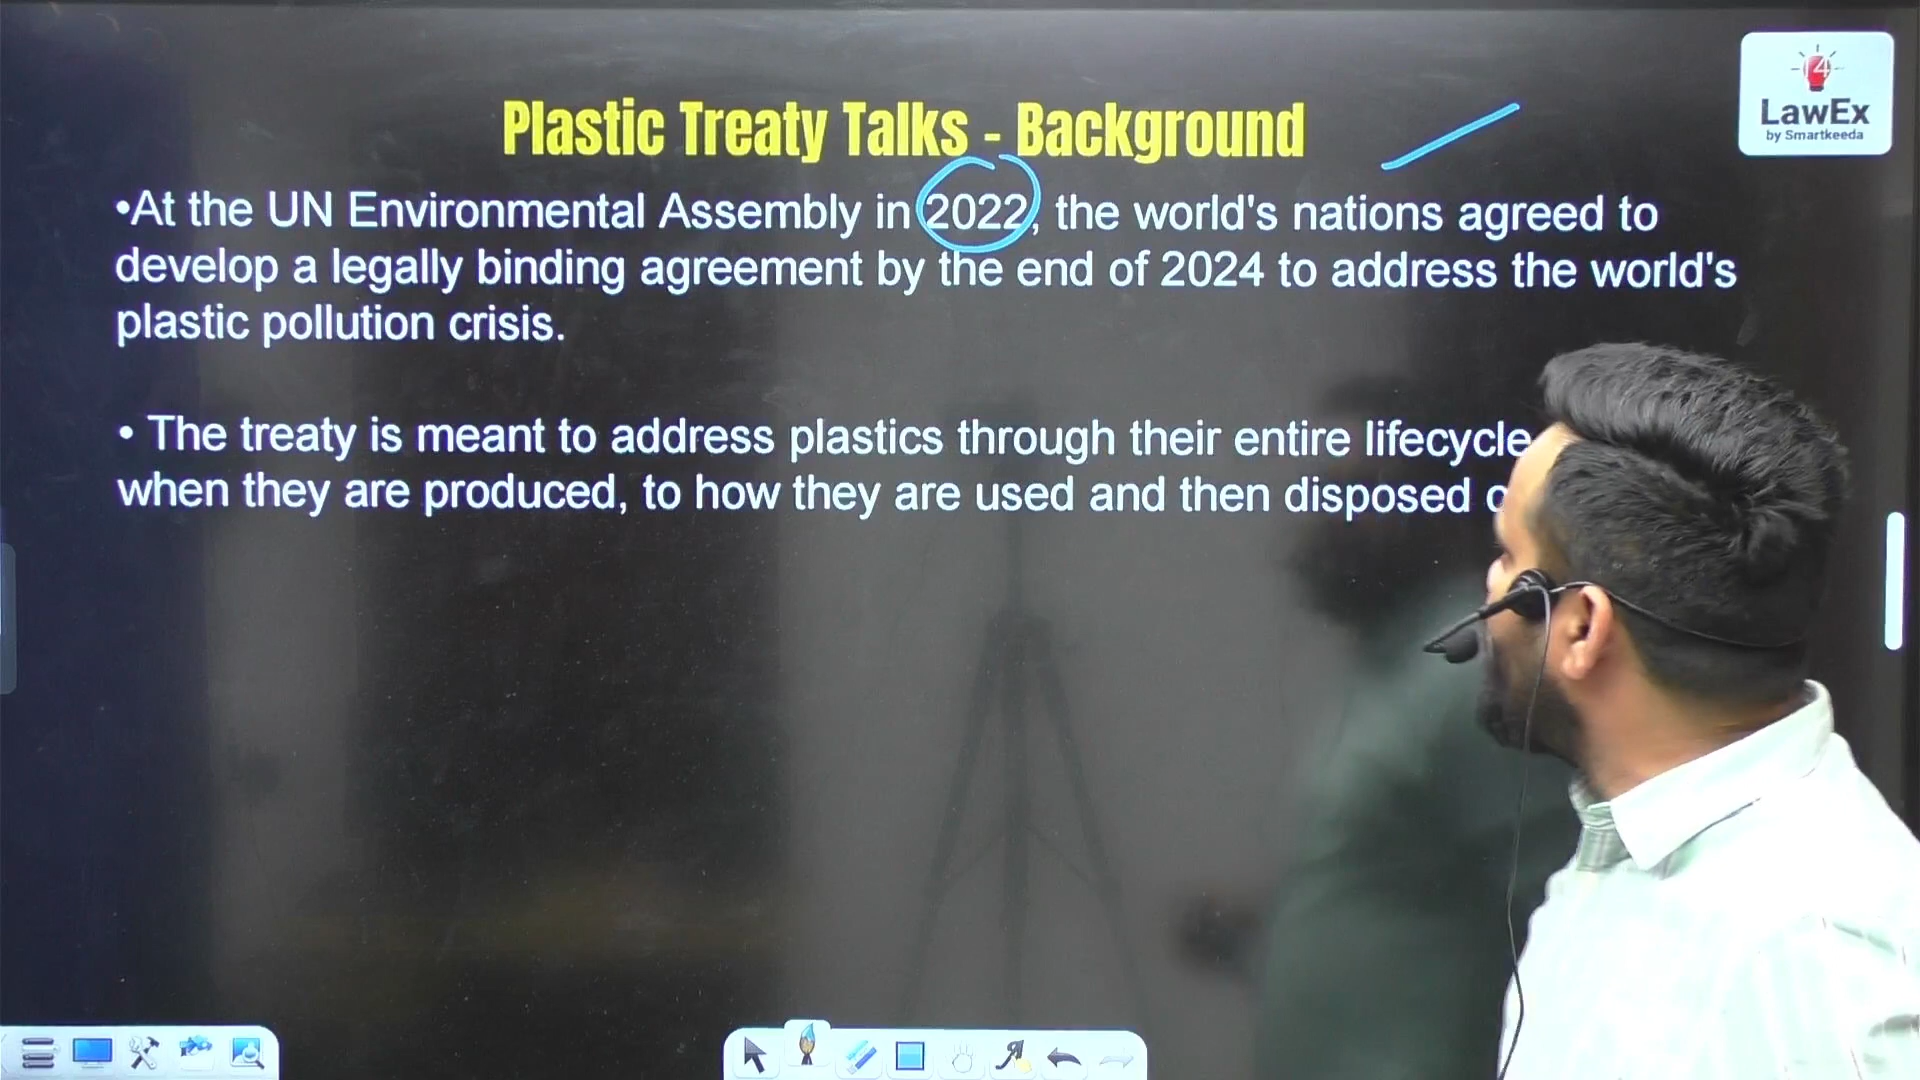 Plastic Treaty Talks - Background
LawEx
by Smartkeeda
•At the UN Environmental Assembly in 2022, the world's nations agreed to
develop a legally binding agreement by the end of 2024 to address the world's
plastic pollution crisis.
• The treaty is meant to address plastics through their entire lifecycle
when they are produced, to how they are used and then disposed